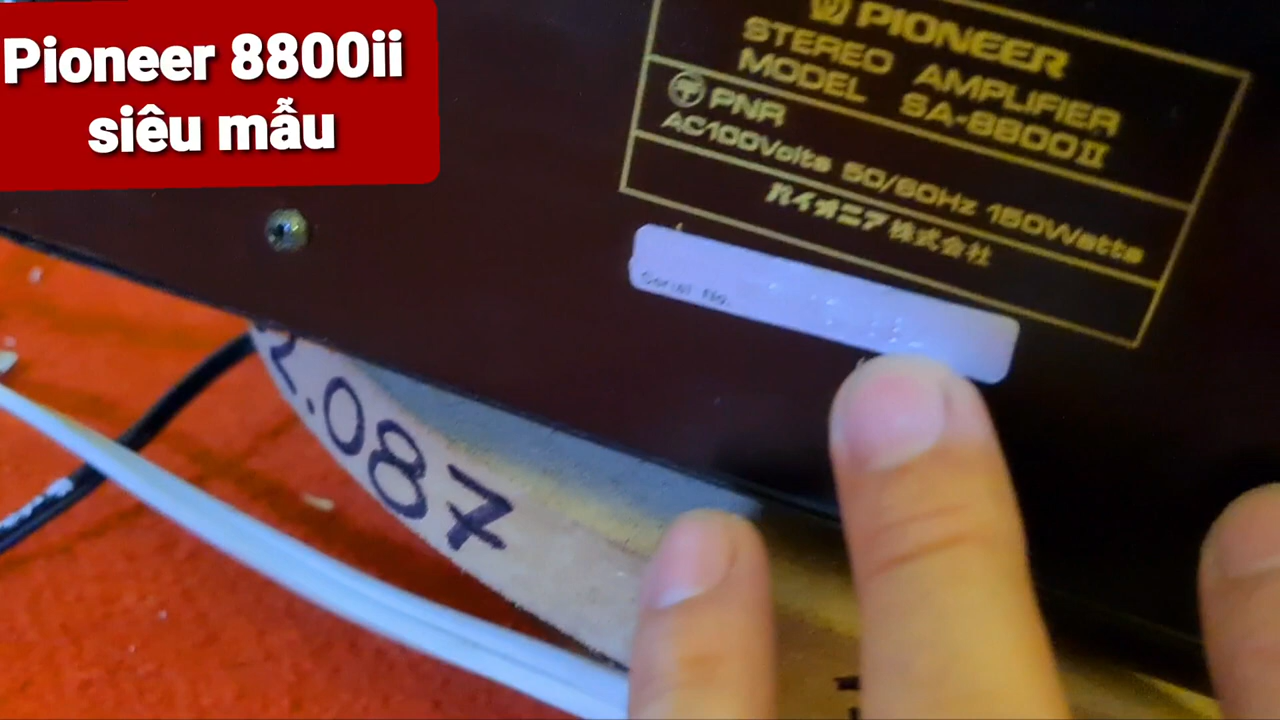 Pioneer 8800ii
siêu mẫu
PIONEER
STEREO AMPLIFIER
MODEL SA-8800II
PNR
AC100Volts 50/60Hz 150Watts
パイオニア株式会社
Serial No.
2.087